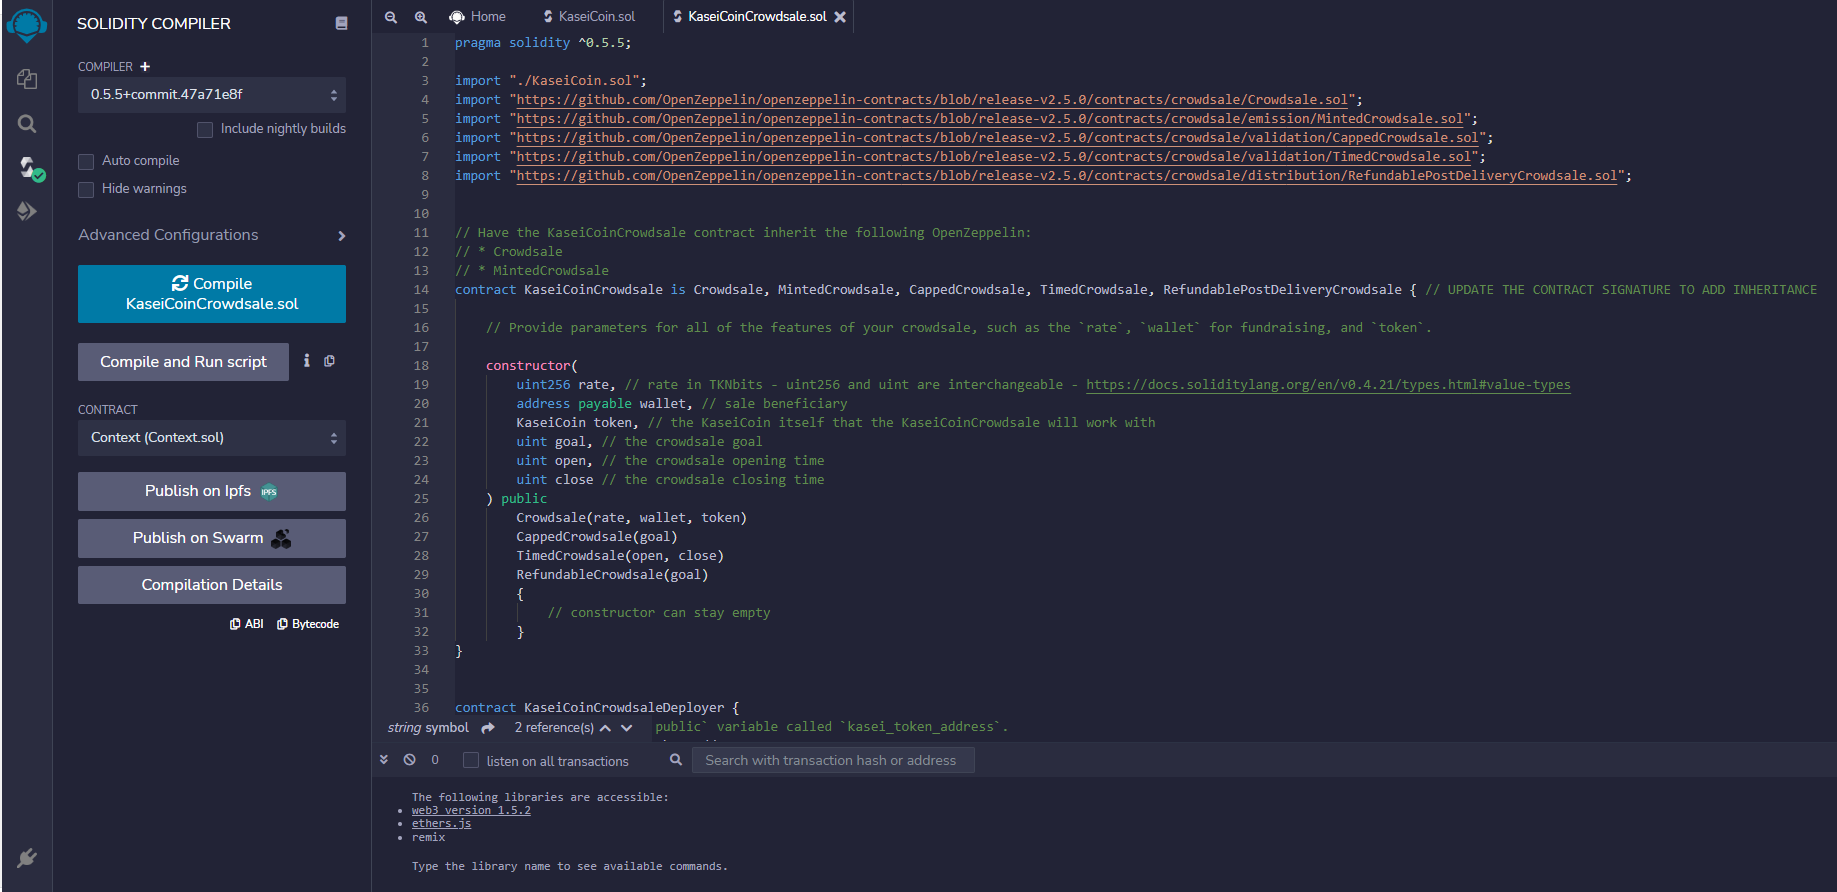 SOLIDITY COMPILER
COMPILER +
0.5.5+commit.47a71e8f
Include nightly builds
Auto compile
Hide warnings
Advanced Configurations
Compile
KaseiCoinCrowdsale.sol
Compile and Run script
CONTRACT
Context (Context.sol)
Publish on Ipfs IPFS
Publish on Swarm
Compilation Details
ABI Bytecode
Home KaseiCoin.sol KaseiCoinCrowdsale.sol
1 pragma solidity ^0.5.5;
2
3 import "./KaseiCoin.sol";
4 import "https://github.com/OpenZeppelin/openzeppelin-contracts/blob/release-v2.5.0/contracts/crowdsale/Crowdsale.sol";
5 import "https://github.com/OpenZeppelin/openzeppelin-contracts/blob/release-v2.5.0/contracts/crowdsale/emission/MintedCrowdsale.sol";
6 import "https://github.com/OpenZeppelin/openzeppelin-contracts/blob/release-v2.5.0/contracts/crowdsale/validation/CappedCrowdsale.sol";
7 import "https://github.com/OpenZeppelin/openzeppelin-contracts/blob/release-v2.5.0/contracts/crowdsale/validation/TimedCrowdsale.sol";
8 import "https://github.com/OpenZeppelin/openzeppelin-contracts/blob/release-v2.5.0/contracts/crowdsale/distribution/RefundablePostDeliveryCrowdsale.sol";
9
10
11 // Have the KaseiCoinCrowdsale contract inherit the following OpenZeppelin:
12 // * Crowdsale
13 // * MintedCrowdsale
14 contract KaseiCoinCrowdsale is Crowdsale, MintedCrowdsale, CappedCrowdsale, TimedCrowdsale, RefundablePostDeliveryCrowdsale { // UPDATE THE CONTRACT SIGNATURE TO ADD INHERITANCE
15
16 // Provide parameters for all of the features of your crowdsale, such as the `rate`, `wallet` for fundraising, and `token`.
17
18 constructor(
19 uint256 rate, // rate in TKNbits - uint256 and uint are interchangeable - https://docs.soliditylang.org/en/v0.4.21/types.html#value-types
20 address payable wallet, // sale beneficiary
21 KaseiCoin token, // the KaseiCoin itself that the KaseiCoinCrowdsale will work with
22 uint goal, // the crowdsale goal
23 uint open, // the crowdsale opening time
24 uint close // the crowdsale closing time
25 ) public
26 Crowdsale(rate, wallet, token)
27 CappedCrowdsale(goal)
28 TimedCrowdsale(open, close)
29 RefundableCrowdsale(goal)
30 {
31 // constructor can stay empty
32 }
33 }
34
35
36 contract KaseiCoinCrowdsaleDeployer {
string symbol 2 reference(s) public` variable called `kasei_token_address`.
0 listen on all transactions Search with transaction hash or address
The following libraries are accessible:
• web3 version 1.5.2
• ethers.js
• remix
Type the library name to see available commands.